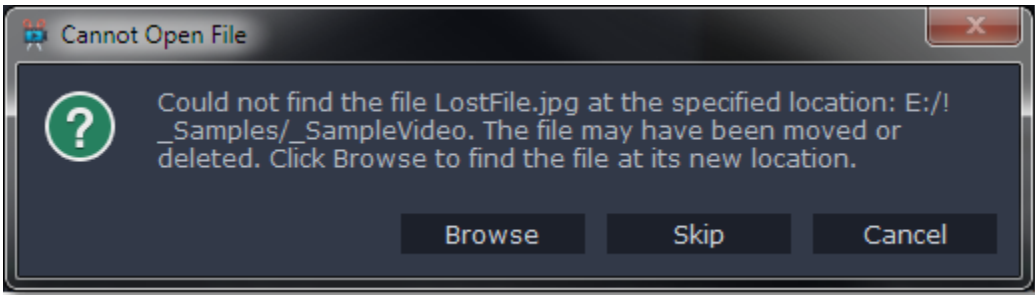 Cannot Open File
Could not find the file LostFile.jpg at the specified location: E:/!
_Samples/_SampleVideo. The file may have been moved or
deleted. Click Browse to find the file at its new location.
Browse Skip Cancel